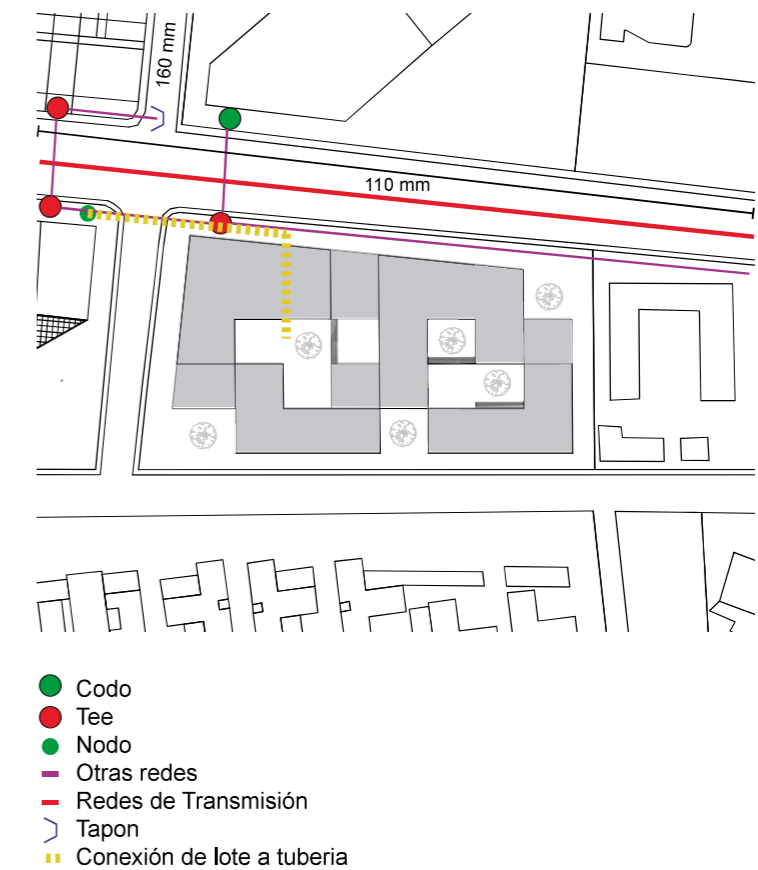 160 mm
110 mm
Codo
Tee
Nodo
Otras redes
Redes de Transmisión
Tapon
Conexión de lote a tuberia